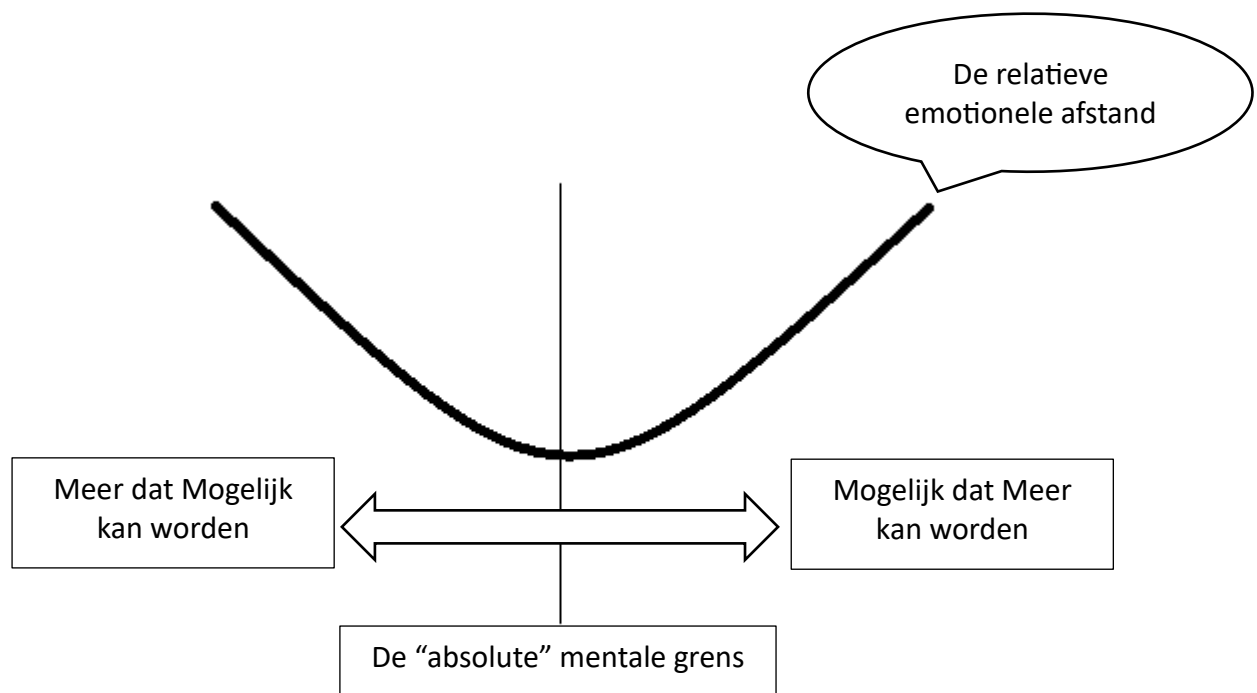 De relatieve
emotionele afstand
Meer dat Mogelijk
kan worden
Mogelijk dat Meer
kan worden
De “absolute” mentale grens